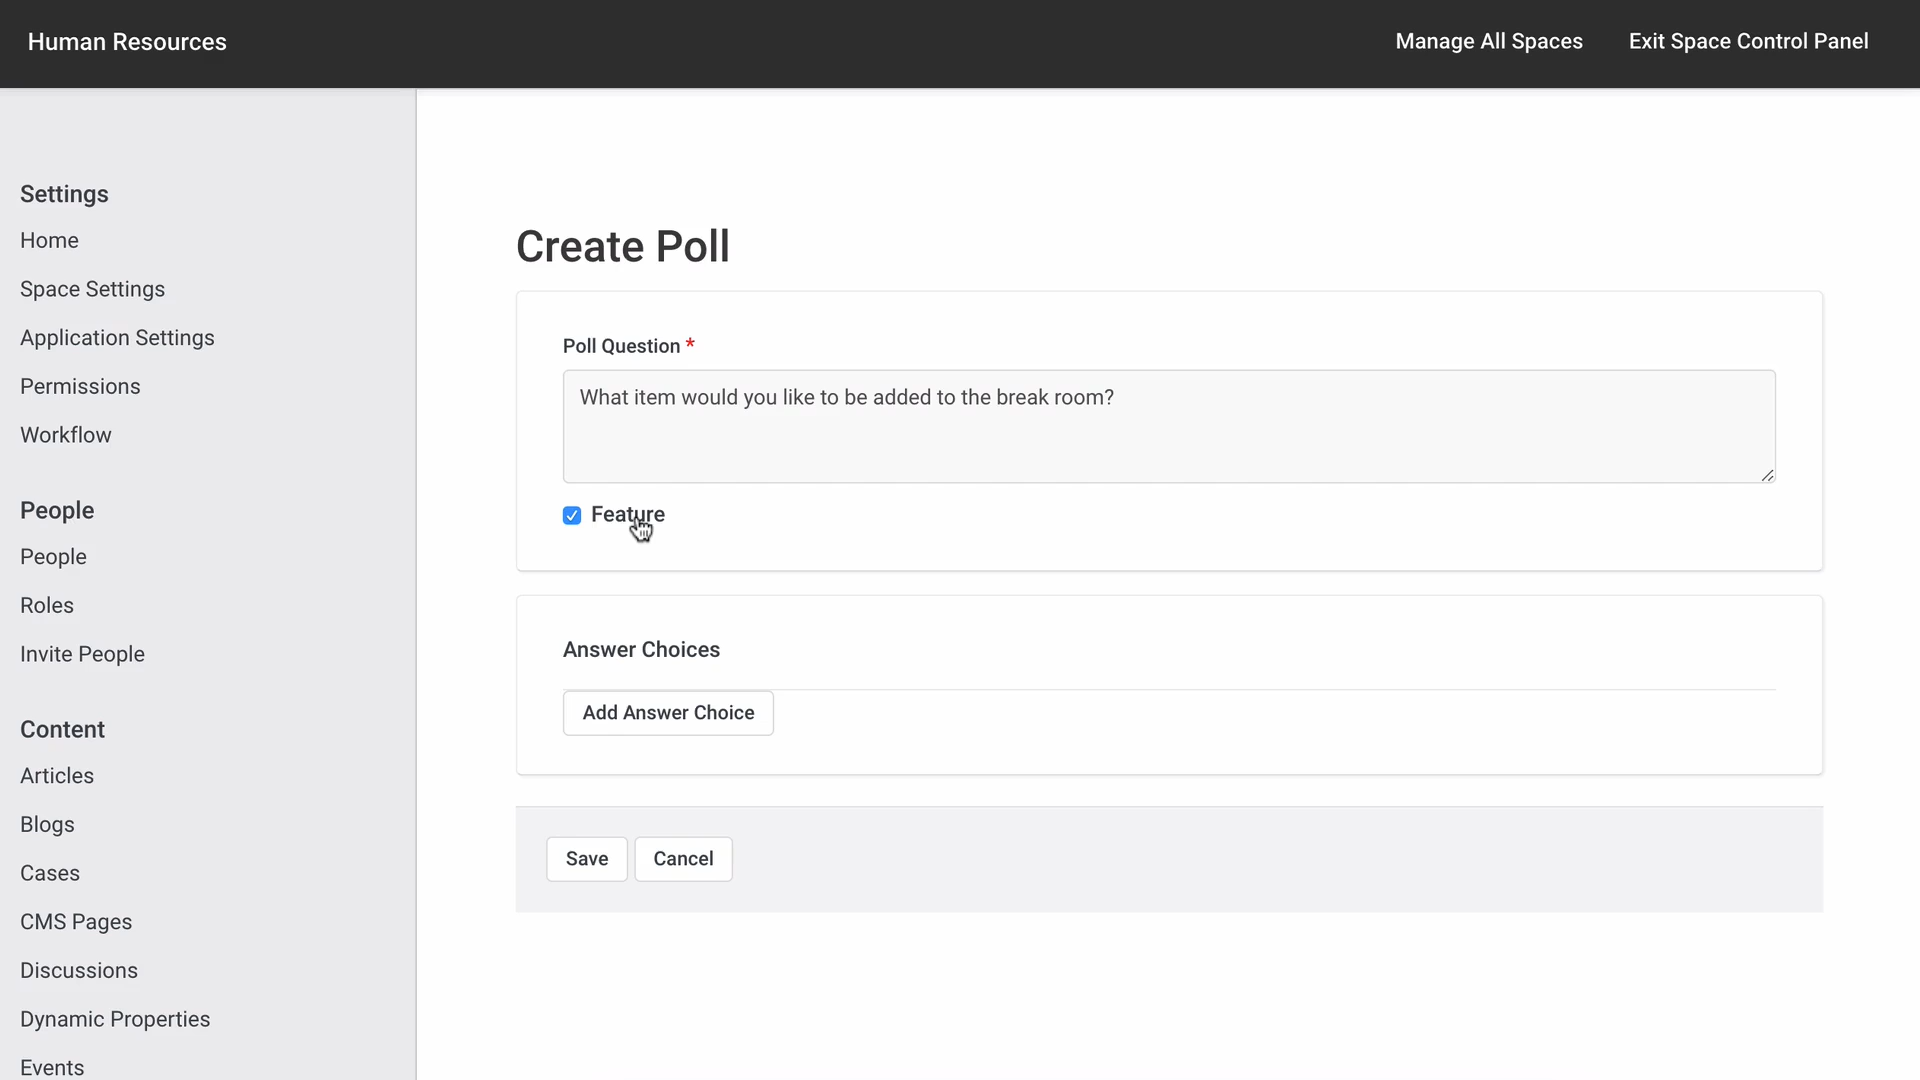 Human Resources
Manage All Spaces
Exit Space Control Panel
Settings
Home
Space Settings
Application Settings
Permissions
Workflow
People
People
Roles
Invite People
Content
Articles
Blogs
Cases
CMS Pages
Discussions
Dynamic Properties
Events
Create Poll
Poll Question *
What item would you like to be added to the break room?
Feature
Answer Choices
Add Answer Choice
Save
Cancel